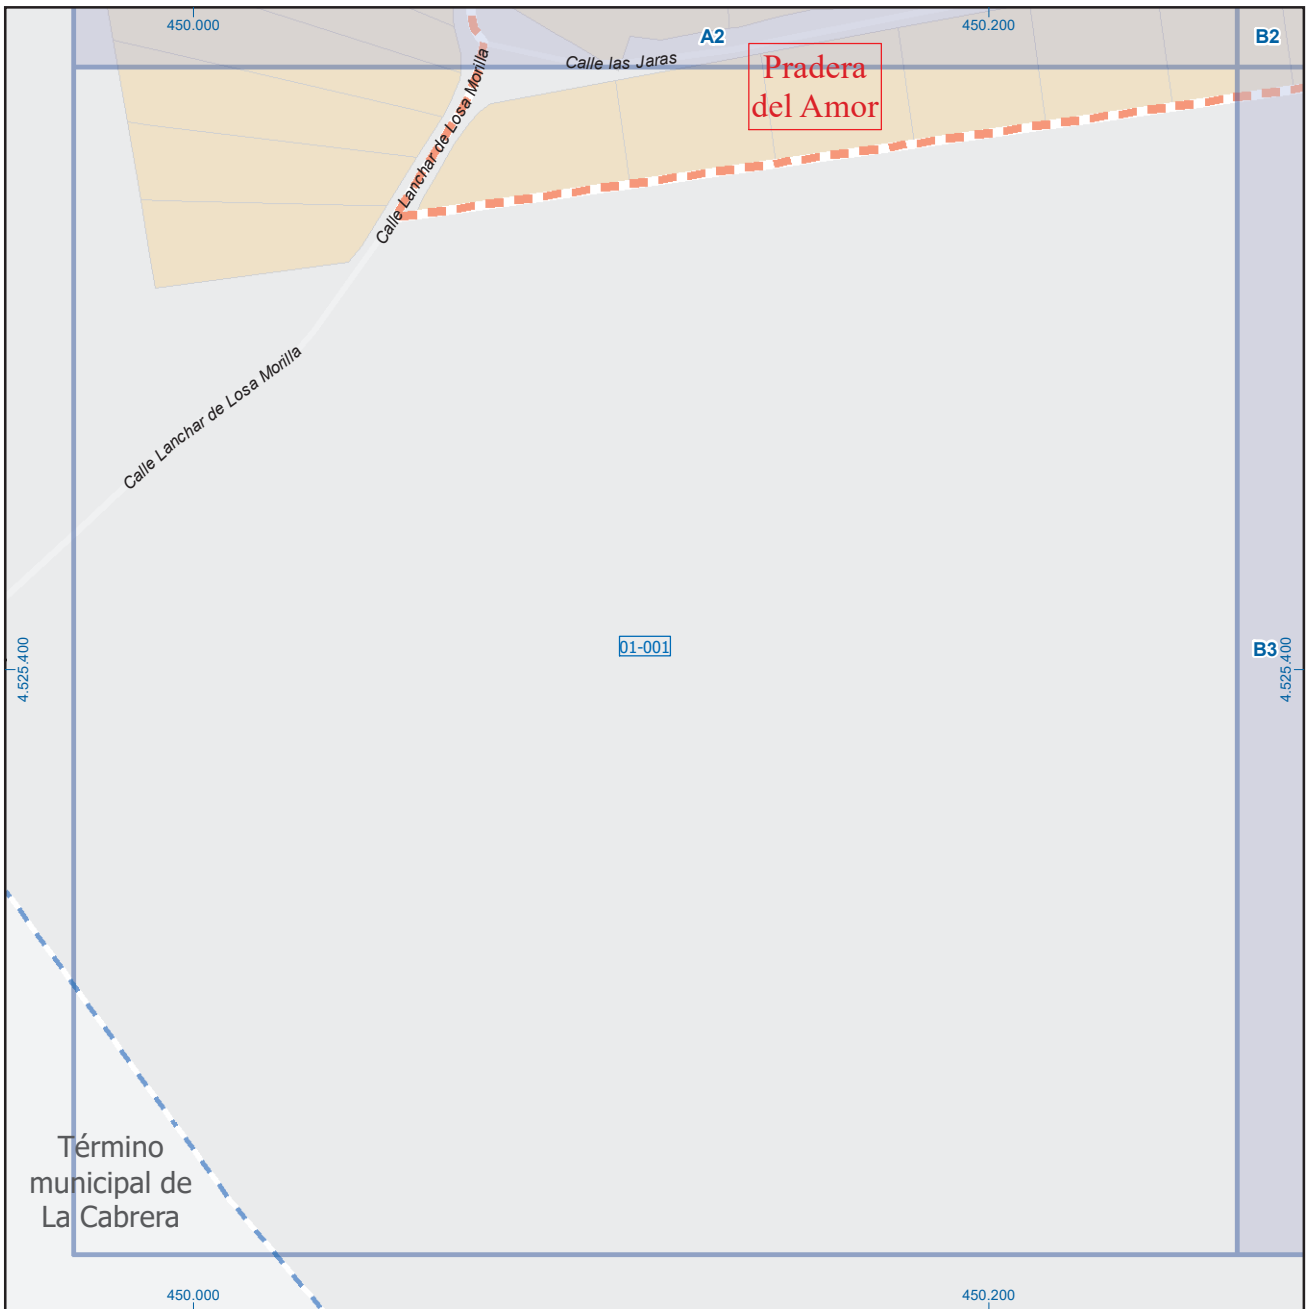 450.000
450.200
A2
B2
Calle las Jaras
Pradera
del Amor
Calle Lanchar de Losa Morilla
Calle Lanchar de Losa Morilla
01-001
4.525.400
B3
4.525.400
Término
municipal de
La Cabrera
450.000
450.200